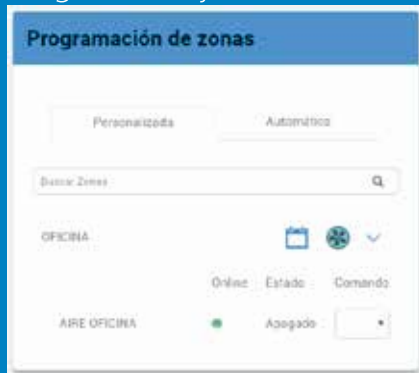 Programación de zonas
Personalizada Automático
Buscar Zonas
OFICINA
Online Estado Comando
AIRE OFICINA Apagado